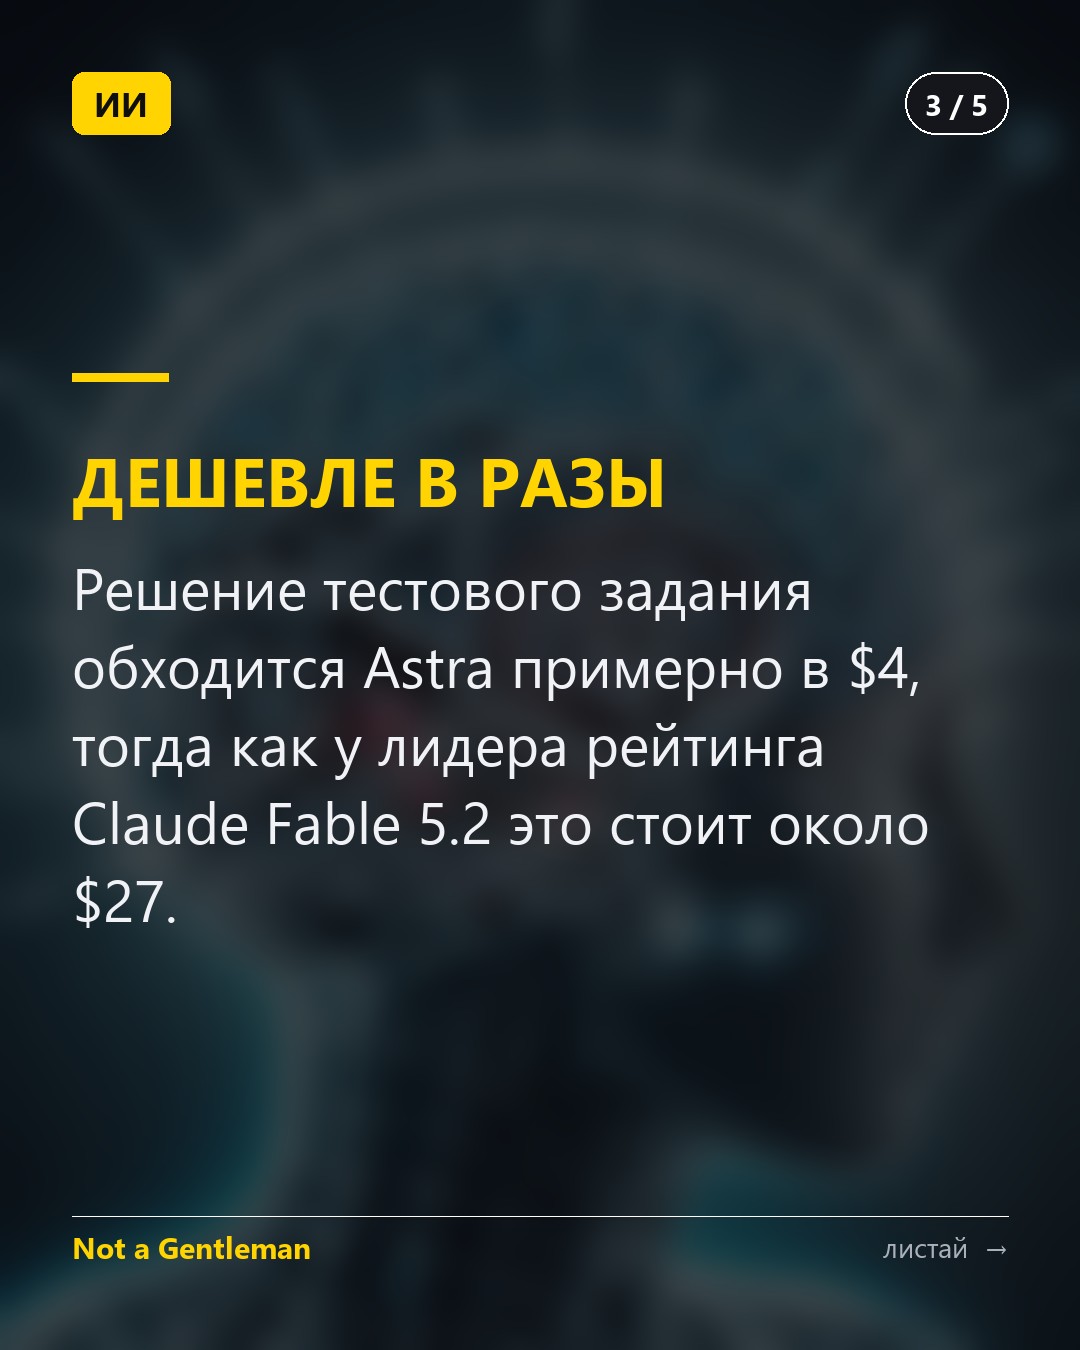 ИИ
3 / 5
ДЕШЕВЛЕ В РАЗЫ
Решение тестового задания
обходится Astra примерно в $4,
тогда как у лидера рейтинга
Claude Fable 5.2 это стоит около
$27.
Not a Gentleman
листай →